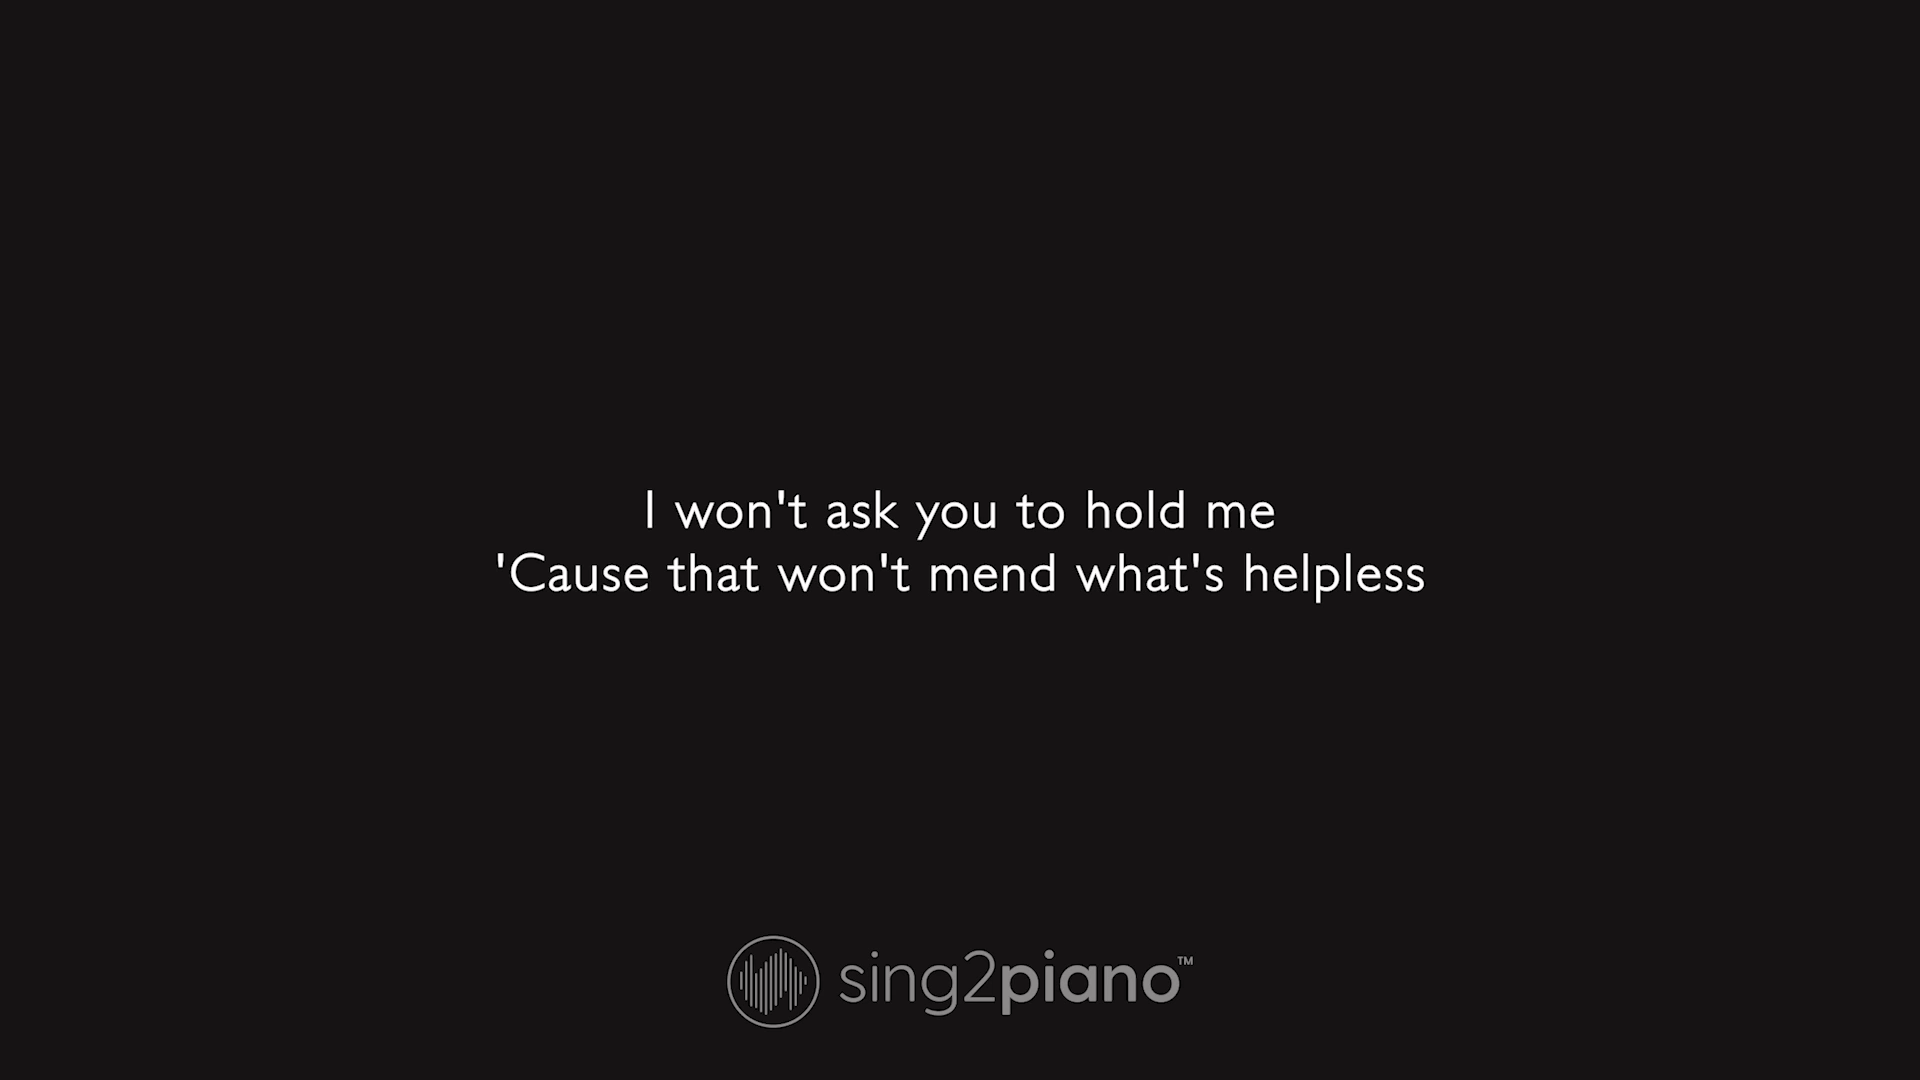 I won't ask you to hold me
'Cause that won't mend what's helpless
sing2piano™